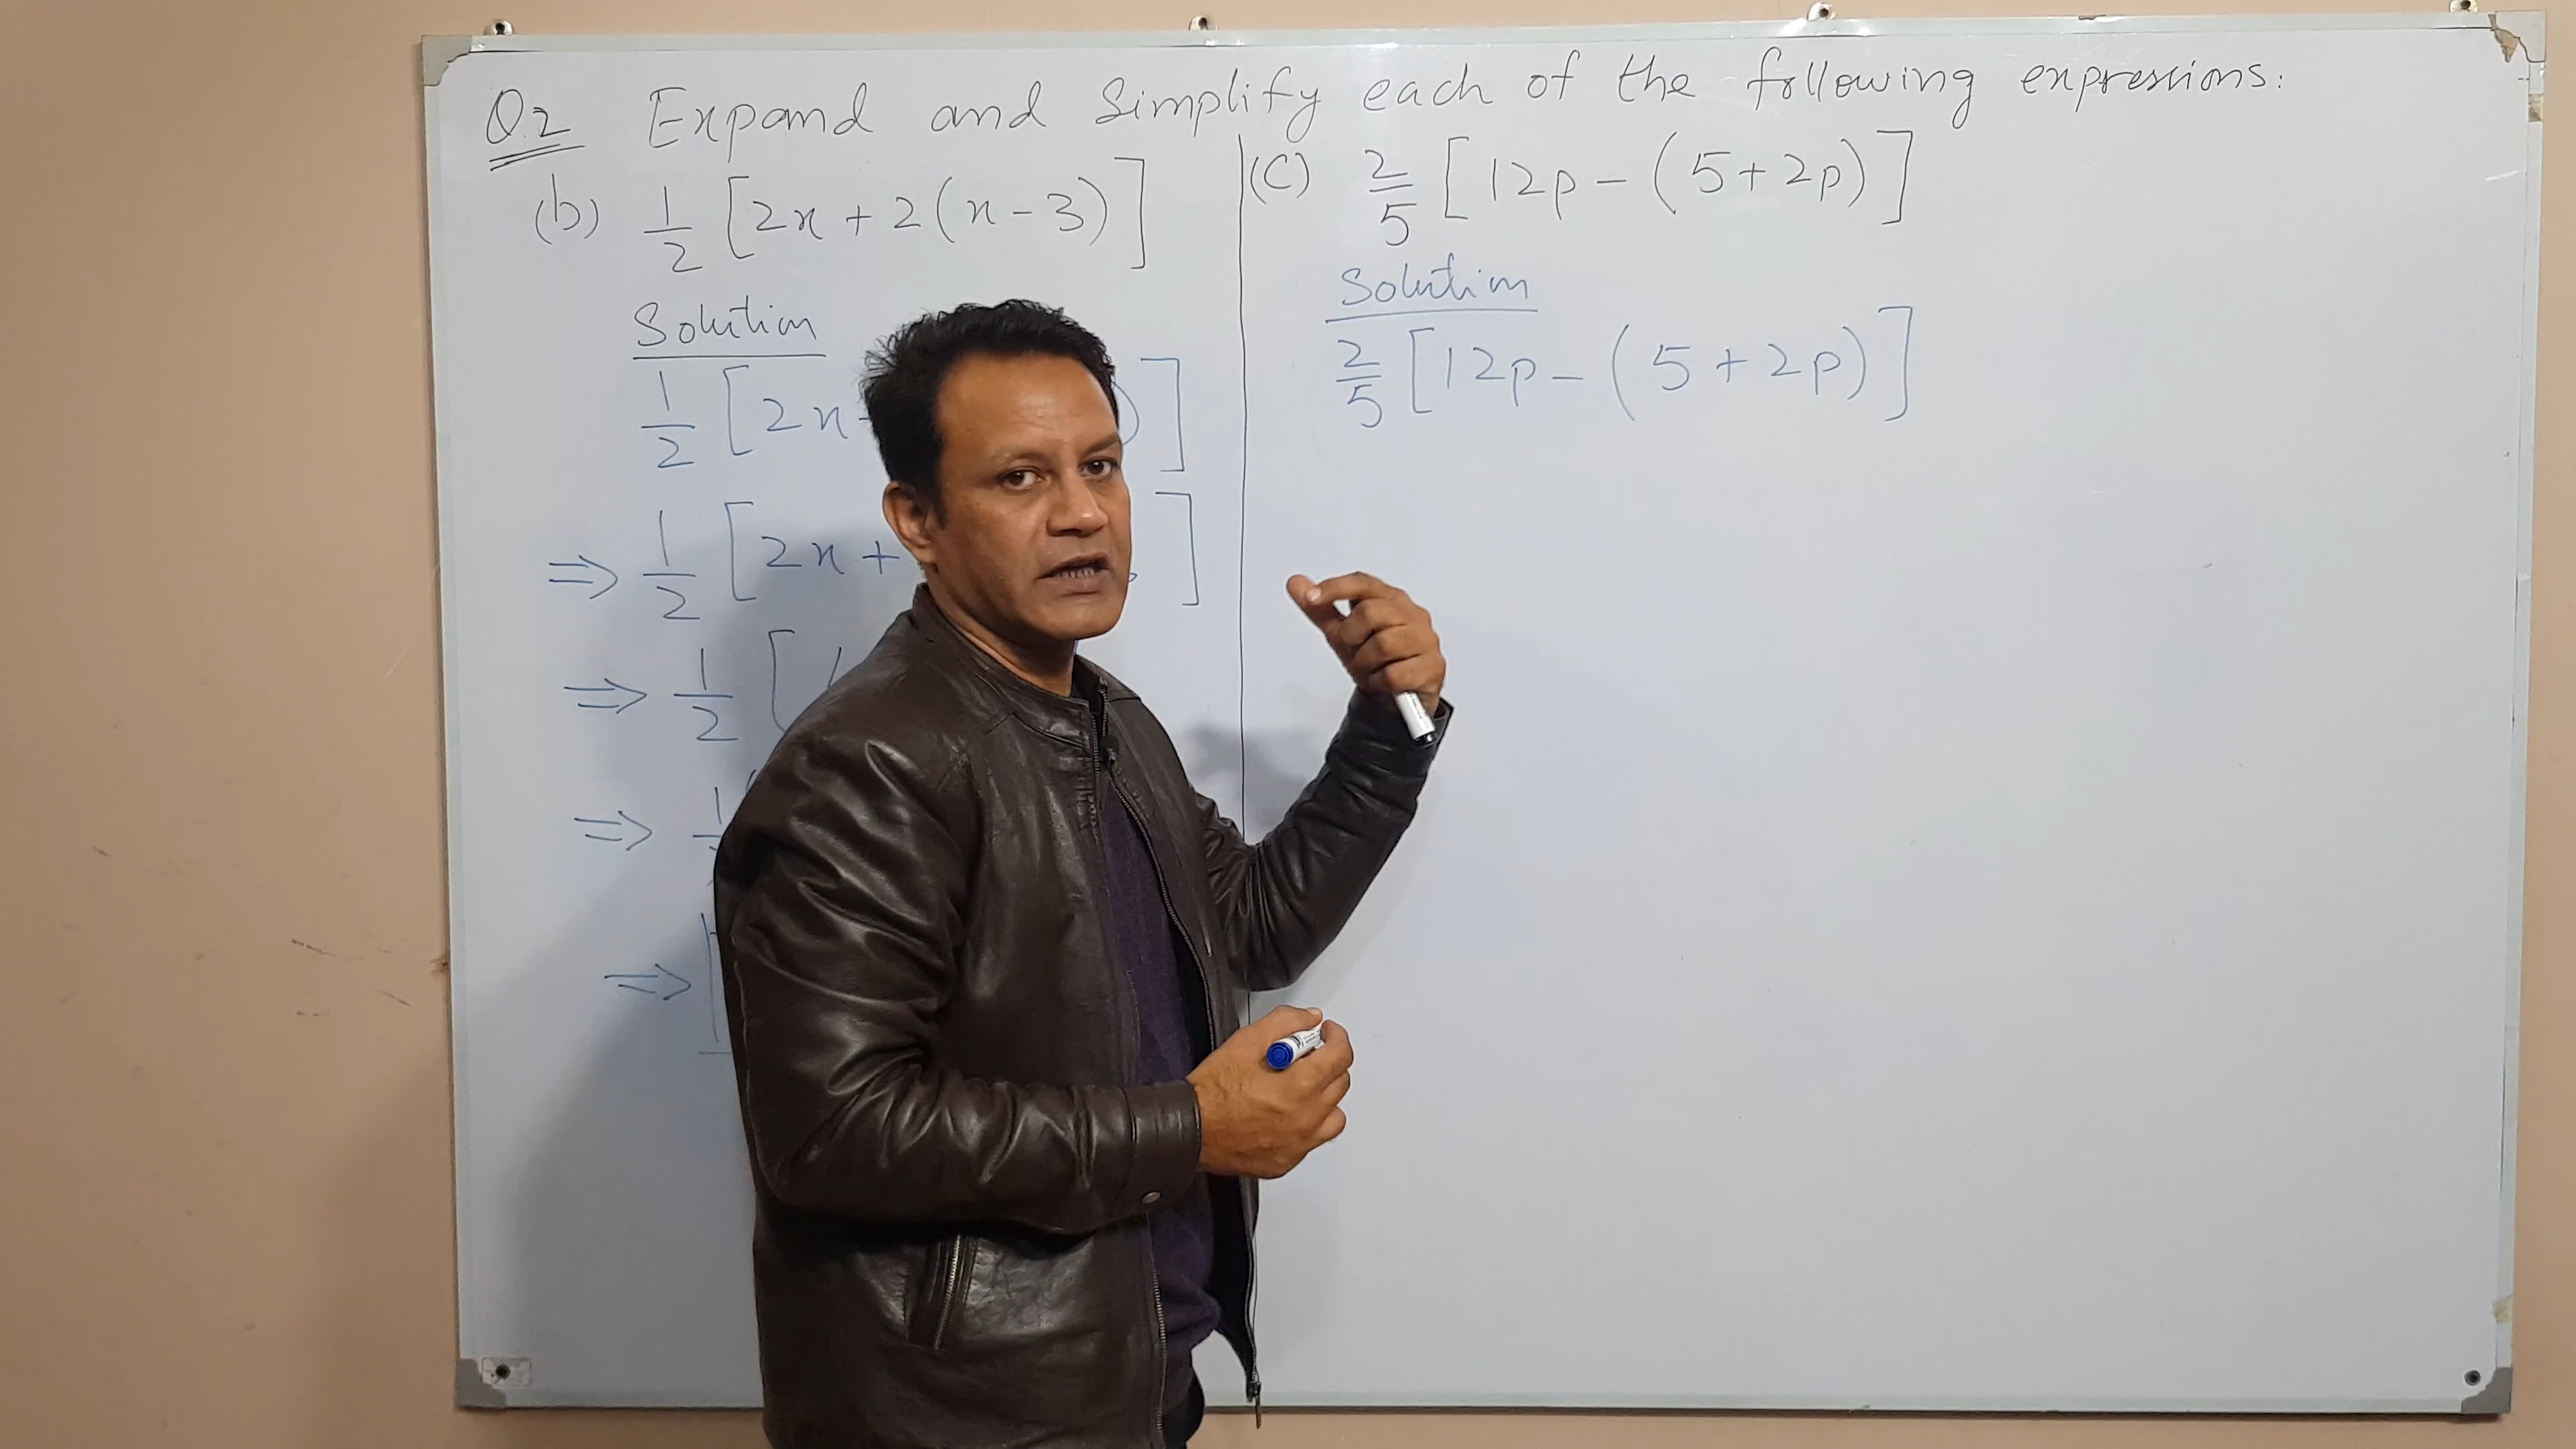 Q.2 Expand and Simplify each of the following expressions:
(b) 1/2 [2x + 2(x - 3)]
Solution
1/2 [2x )]
⇒ 1/2 [2x + ]
⇒ 1/2 [
⇒ 1
⇒
(C) 2/5 [12p - (5 + 2p)]
Solution
2/5 [12p - (5 + 2p)]